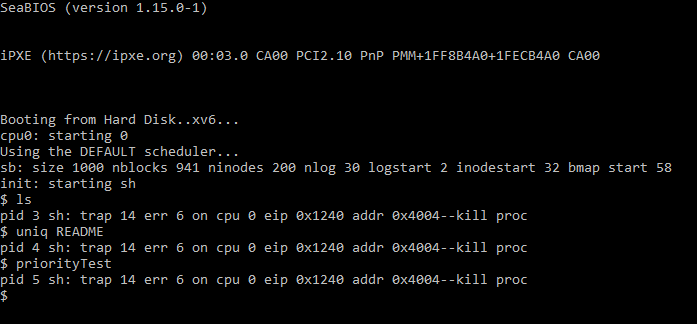 SeaBIOS (version 1.15.0-1)
iPXE (https://ipxe.org) 00:03.0 CA00 PCI2.10 PnP PMM+1FF8B4A0+1FECB4A0 CA00
Booting from Hard Disk..xv6...
cpu0: starting 0
Using the DEFAULT scheduler...
sb: size 1000 nblocks 941 ninodes 200 nlog 30 logstart 2 inodestart 32 bmap start 58
init: starting sh
$ ls
pid 3 sh: trap 14 err 6 on cpu 0 eip 0x1240 addr 0x4004--kill proc
$ uniq README
pid 4 sh: trap 14 err 6 on cpu 0 eip 0x1240 addr 0x4004--kill proc
$ priorityTest
pid 5 sh: trap 14 err 6 on cpu 0 eip 0x1240 addr 0x4004--kill proc
$